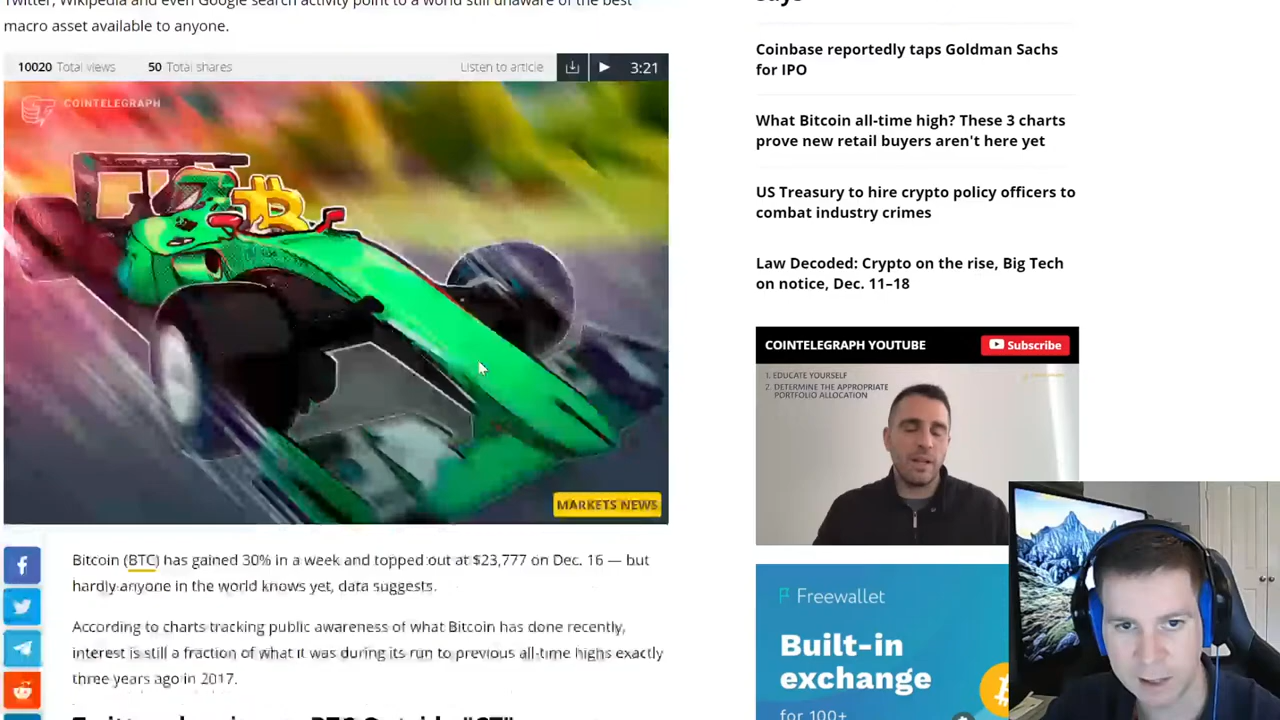 Twitter, Wikipedia and even Google search activity point to a world still unaware of the best
macro asset available to anyone.
10020 Total views 50 Total shares Listen to article 3:21
COINTELEGRAPH
MARKETS NEWS
Bitcoin (BTC) has gained 30% in a week and topped out at $23,777 on Dec. 16 — but
hardly anyone in the world knows yet, data suggests.
According to charts tracking public awareness of what Bitcoin has done recently,
interest is still a fraction of what it was during its run to previous all-time highs exactly
three years ago in 2017.
says
Coinbase reportedly taps Goldman Sachs
for IPO
What Bitcoin all-time high? These 3 charts
prove new retail buyers aren't here yet
US Treasury to hire crypto policy officers to
combat industry crimes
Law Decoded: Crypto on the rise, Big Tech
on notice, Dec. 11–18
COINTELEGRAPH YOUTUBE Subscribe
1. EDUCATE YOURSELF
2. DETERMINE THE APPROPRIATE
PORTFOLIO ALLOCATION
Freewallet
Built-in
exchange
for 100+